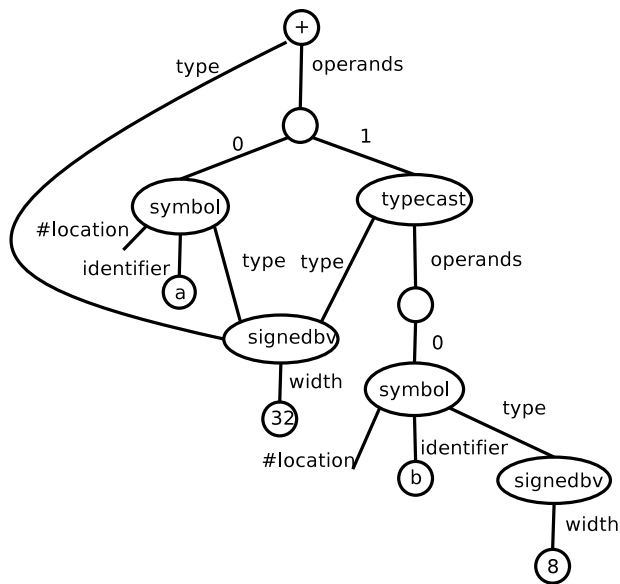 +
type
operands
0
1
symbol
typecast
#location
identifier
type
type
operands
a
signedbv
0
width
symbol
32
type
#location
identifier
b
signedbv
width
8